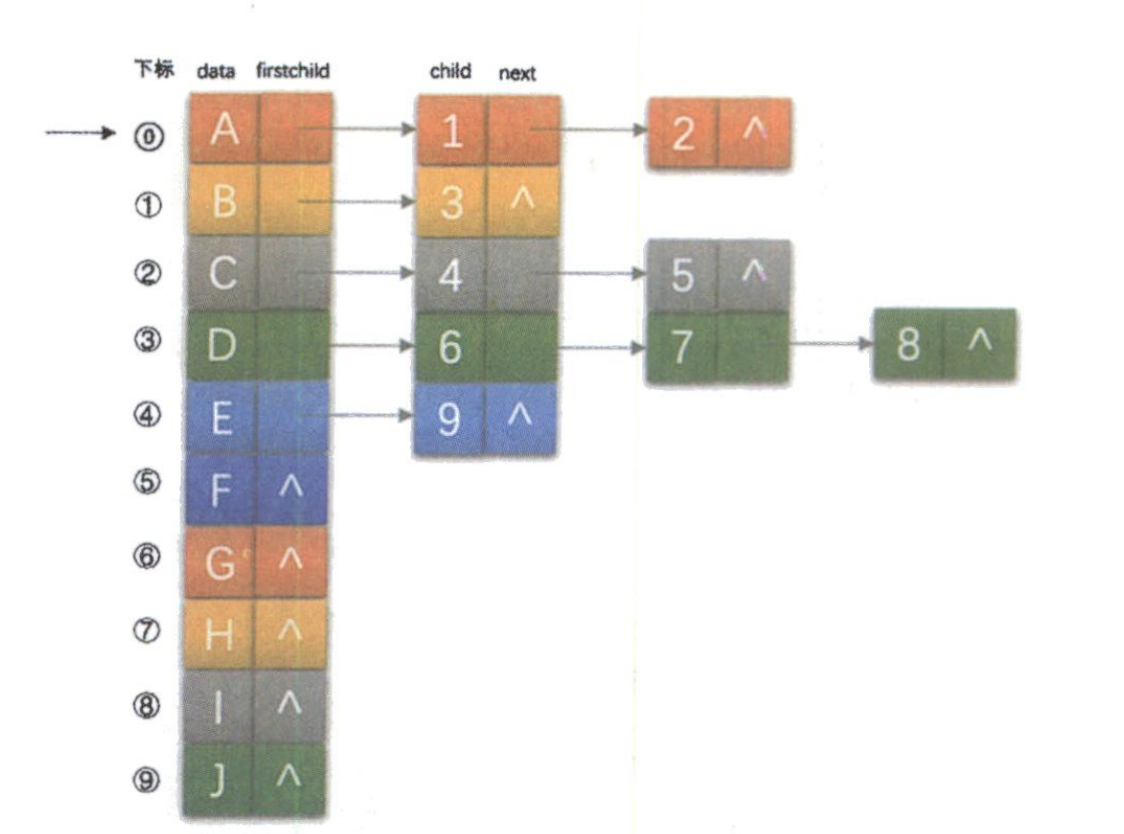 下标 data firstchild child next
⓪ A 1 2 ^
① B 3 ^
② C 4 5 ^
③ D 6 7 8 ^
④ E 9 ^
⑤ F ^
⑥ G ^
⑦ H ^
⑧ I ^
⑨ J ^